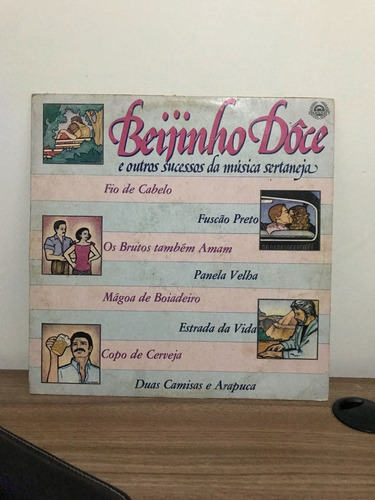 Beijinho Dôce
e outros sucessos da música sertaneja
Fio de Cabelo
Fuscão Preto
Os Brutos também Amam
Panela Velha
Mágoa de Boiadeiro
Estrada da Vida
Copo de Cerveja
Duas Camisas e Arapuca